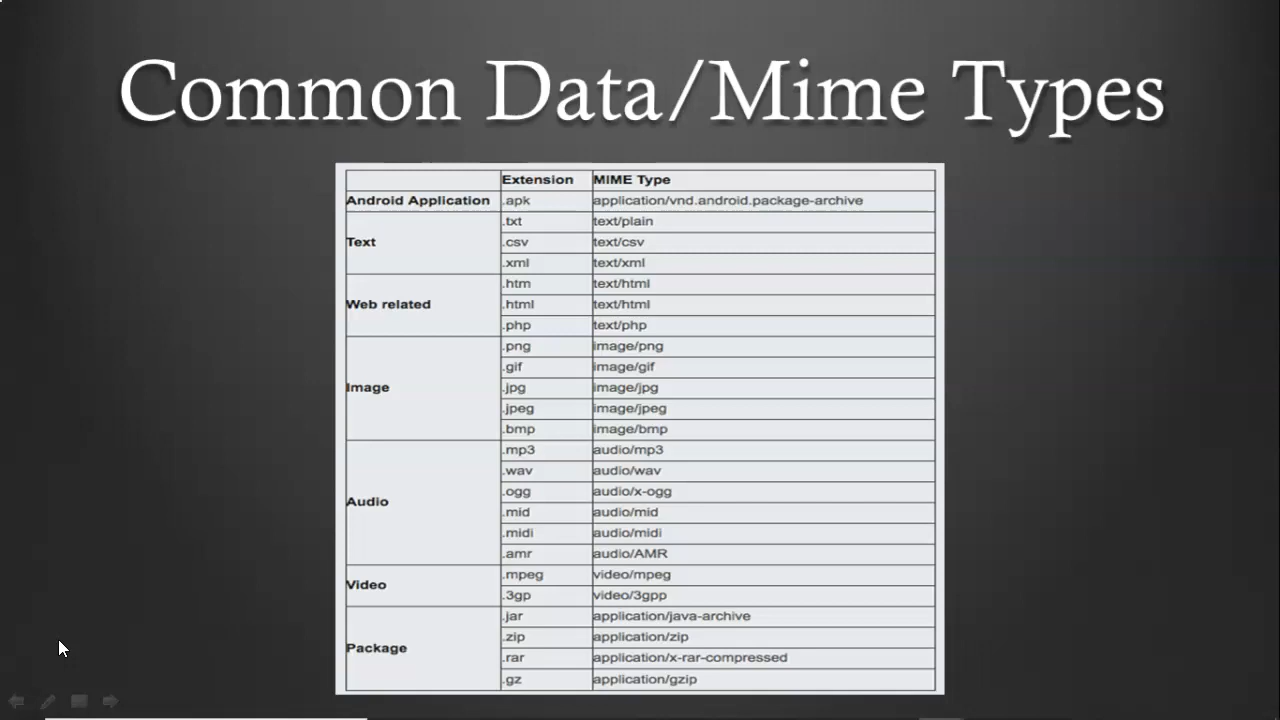 Common Data/Mime Types
Extension MIME Type
Android Application .apk application/vnd.android.package-archive
Text
.txt text/plain
.csv text/csv
.xml text/xml
Web related
.htm text/html
.html text/html
.php text/php
Image
.png image/png
.gif image/gif
.jpg image/jpg
.jpeg image/jpeg
.bmp image/bmp
Audio
.mp3 audio/mp3
.wav audio/wav
.ogg audio/x-ogg
.mid audio/mid
.midi audio/midi
.amr audio/AMR
Video
.mpeg video/mpeg
.3gp video/3gpp
Package
.jar application/java-archive
.zip application/zip
.rar application/x-rar-compressed
.gz application/gzip